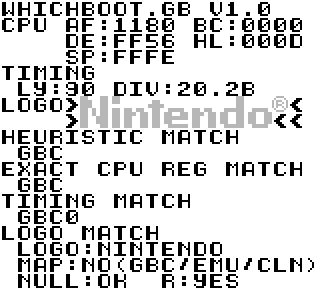 WHICHBOOT.GB V1.0
CPU AF:1180 BC:0000
DE:FF56 HL:000D
SP:FFFE
TIMING
LY:90 DIV:20.2B
LOGO>Nintendo®<
><<
HEURISTIC MATCH
GBC
EXACT CPU REG MATCH
GBC
TIMING MATCH
GBC0
LOGO MATCH
LOGO:NINTENDO
MAP:NO(GBC/EMU/CLN)
NULL:OK R:YES